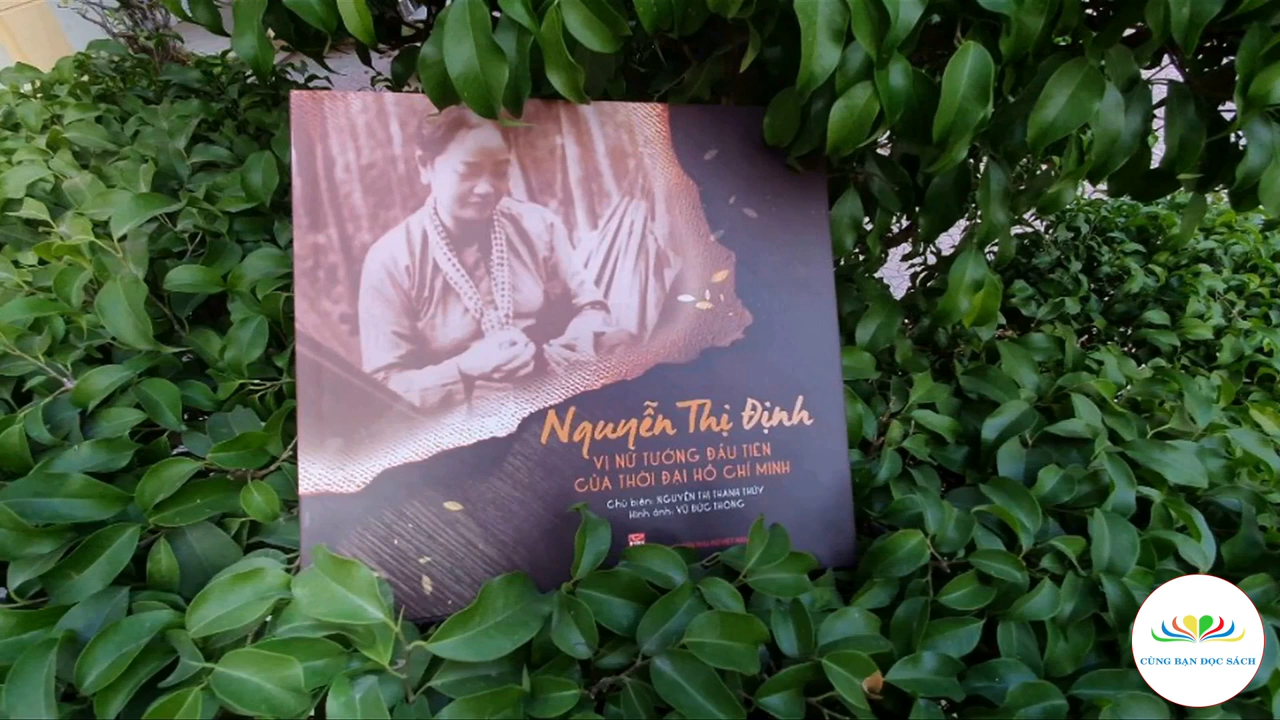 Nguyễn Thị Định
VỊ NỮ TƯỚNG ĐẦU TIÊN
CỦA THỜI ĐẠI HỒ CHÍ MINH
Chủ biên: NGUYỄN THỊ THANH THÚY
Hình ảnh: VŨ ĐỨC THÔNG
CÙNG BẠN ĐỌC SÁCH